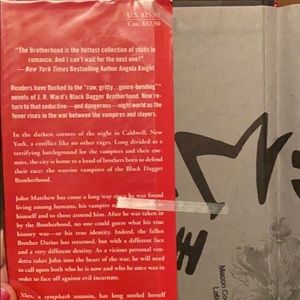 U.S. $25.95
Can. $32.50
"The Brotherhood is the hottest collection of studs in
romance. And I can't wait for the next one!"
—New York Times Bestselling Author Angela Knight
Readers have flocked to the "raw, gritty...genre-bending"
novels of J. R. Ward's Black Dagger Brotherhood. Now re-
turn to that seductive—and dangerous—night world as the
fever rises in the war between the vampires and slayers.
In the darkest corners of the night in Caldwell, New
York, a conflict like no other rages. Long divided as a
terrifying battleground for the vampires and their ene-
mies, the city is home to a band of brothers born to defend
their race: the warrior vampires of the Black Dagger
Brotherhood.
John Matthew has come a long way since he was found
living among humans, his vampire
himself and to those around him. After he was taken in
by the Brotherhood, no one could guess what his true
history was—or his true identity. Indeed, the fallen
Brother Darius has returned, but with a different face
and a very different destiny. As a vicious personal ven-
detta takes John into the heart of the war, he will need
to call upon both who he is now and who he once was in
order to face off against evil incarnate.
Xhex, a symphath assassin, has long steeled herself
Macon C